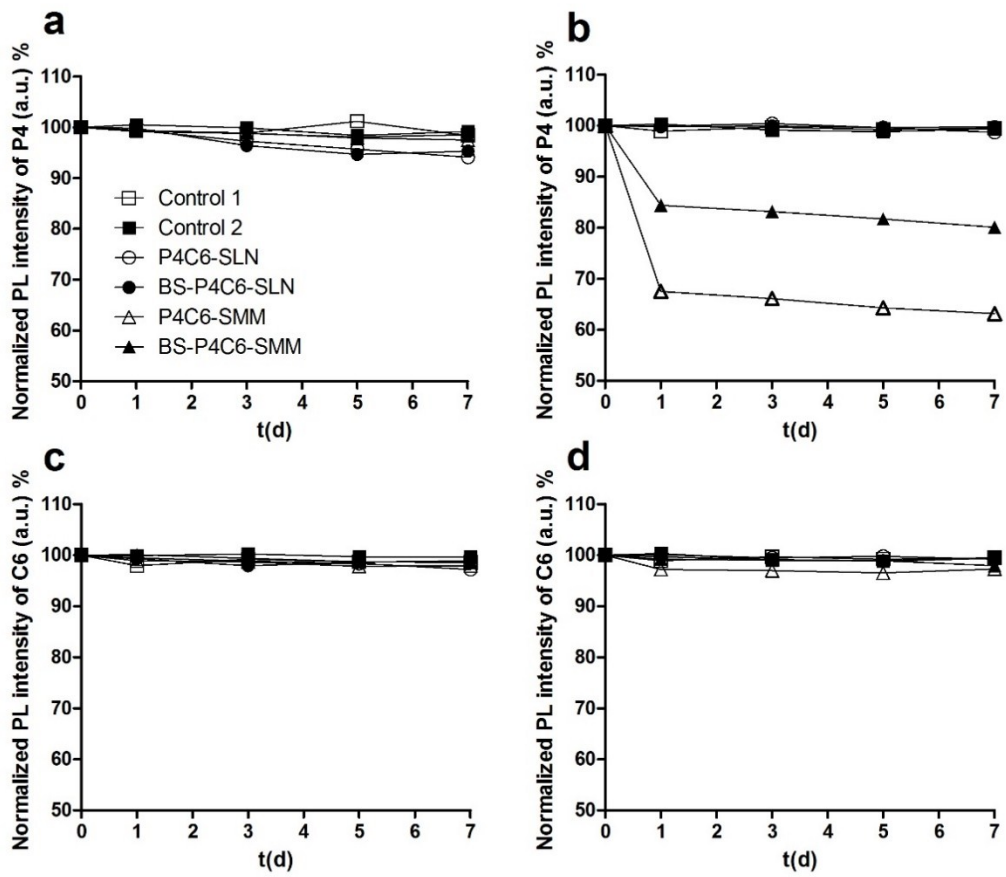 a
Normalized PL intensity of P4 (a.u.) %
110
100
90
80
70
60
50
Control 1
Control 2
P4C6-SLN
BS-P4C6-SLN
P4C6-SMM
BS-P4C6-SMM
0 1 2 3 4 5 6 7
t(d)
b
Normalized PL intensity of P4 (a.u.) %
110
100
90
80
70
60
50
0 1 2 3 4 5 6 7
t(d)
c
Normalized PL intensity of C6 (a.u.) %
110
100
90
80
70
60
50
0 1 2 3 4 5 6 7
t(d)
d
Normalized PL intensity of C6 (a.u.) %
110
100
90
80
70
60
50
0 1 2 3 4 5 6 7
t(d)